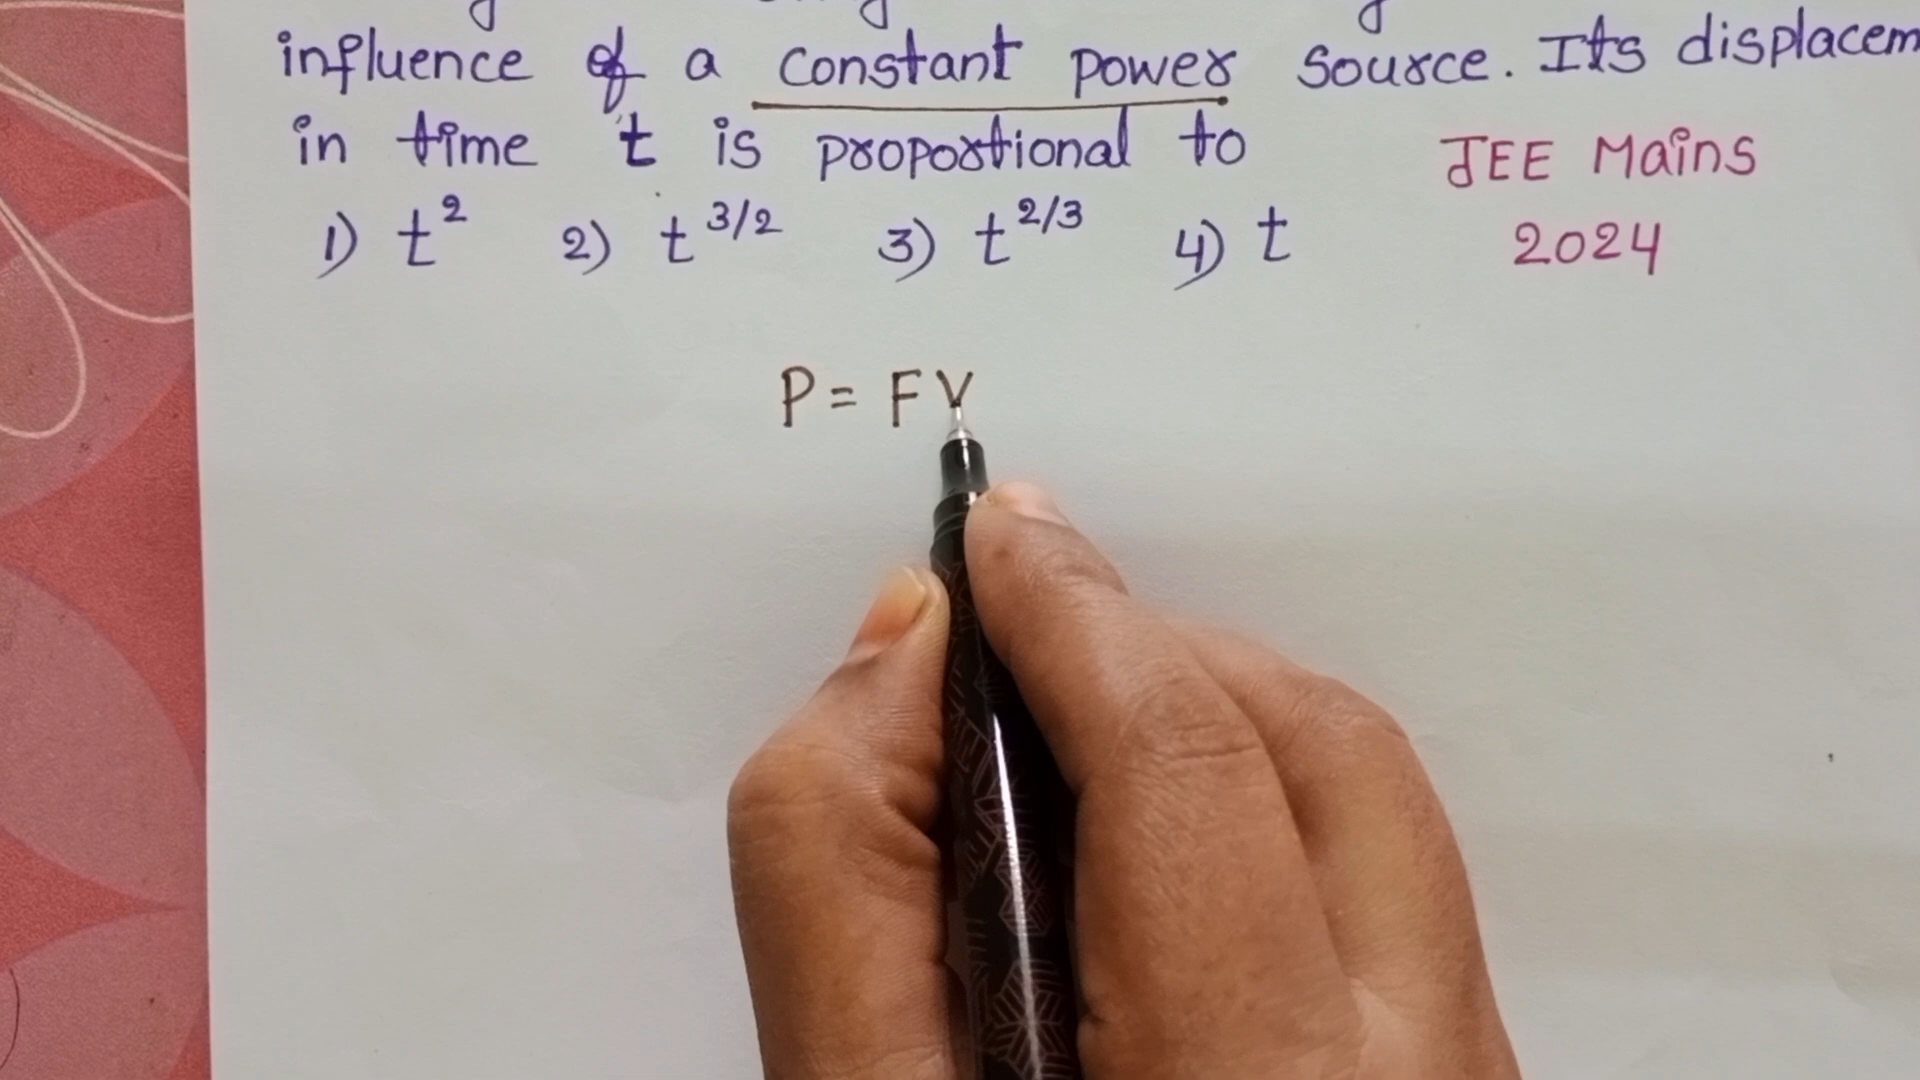 influence of a constant power source. Its displacem
in time 't is proportional to
JEE Mains
1) t^2 2) t^3/2 3) t^2/3 4) t
2024
P = FV